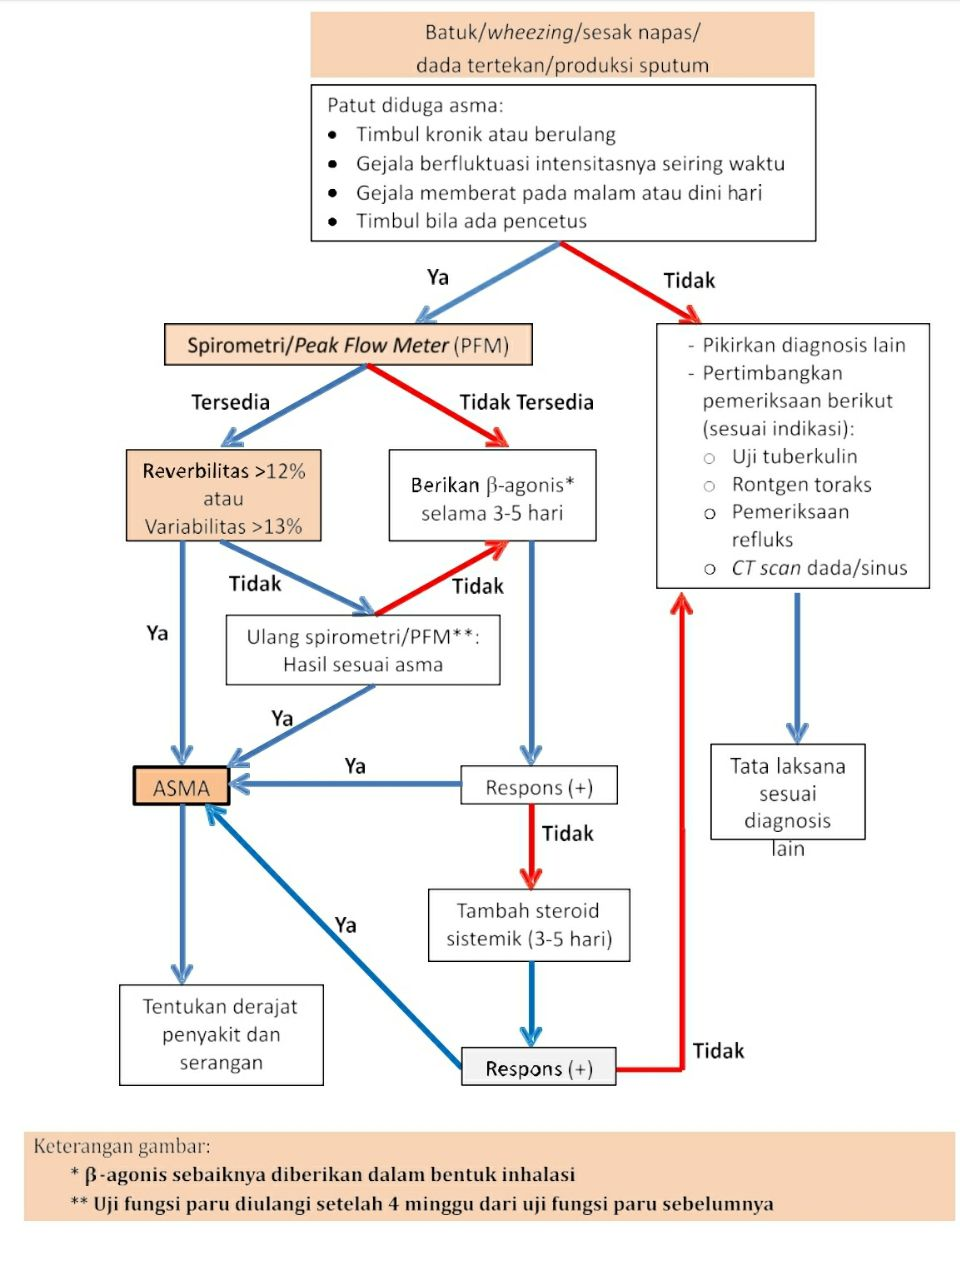 Batuk/wheezing/sesak napas/
dada tertekan/produksi sputum
Patut diduga asma:
• Timbul kronik atau berulang
• Gejala berfluktuasi intensitasnya seiring waktu
• Gejala memberat pada malam atau dini hari
• Timbul bila ada pencetus
Ya
Tidak
Spirometri/Peak Flow Meter (PFM)
- Pikirkan diagnosis lain
- Pertimbangkan
pemeriksaan berikut
(sesuai indikasi):
○ Uji tuberkulin
○ Rontgen toraks
○ Pemeriksaan
refluks
○ CT scan dada/sinus
Tersedia
Tidak Tersedia
Reverbilitas >12%
atau
Variabilitas >13%
Berikan β-agonis*
selama 3-5 hari
Tidak
Tidak
Ya
Ulang spirometri/PFM**:
Hasil sesuai asma
Ya
Ya
ASMA
Respons (+)
Tata laksana
sesuai
diagnosis
lain
Tidak
Tambah steroid
sistemik (3-5 hari)
Ya
Tentukan derajat
penyakit dan
serangan
Respons (+)
Tidak
Keterangan gambar:
* β-agonis sebaiknya diberikan dalam bentuk inhalasi
** Uji fungsi paru diulangi setelah 4 minggu dari uji fungsi paru sebelumnya